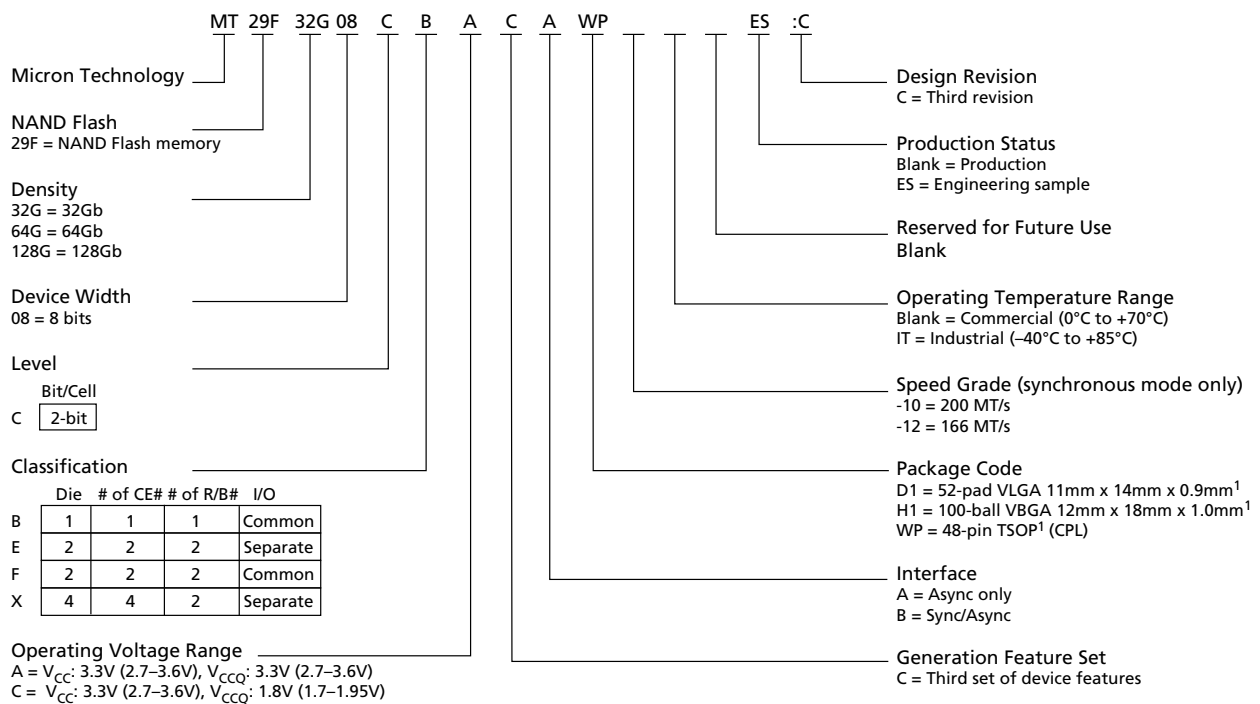 MT 29F 32G 08 C B A C A WP ES :C
Micron Technology
NAND Flash
29F = NAND Flash memory
Density
32G = 32Gb
64G = 64Gb
128G = 128Gb
Device Width
08 = 8 bits
Level
Bit/Cell
C 2-bit
Classification
Die # of CE# # of R/B# I/O
B 1 1 1 Common
E 2 2 2 Separate
F 2 2 2 Common
X 4 4 2 Separate
Operating Voltage Range
A = VCC: 3.3V (2.7–3.6V), VCCQ: 3.3V (2.7–3.6V)
C = VCC: 3.3V (2.7–3.6V), VCCQ: 1.8V (1.7–1.95V)
Design Revision
C = Third revision
Production Status
Blank = Production
ES = Engineering sample
Reserved for Future Use
Blank
Operating Temperature Range
Blank = Commercial (0°C to +70°C)
IT = Industrial (–40°C to +85°C)
Speed Grade (synchronous mode only)
-10 = 200 MT/s
-12 = 166 MT/s
Package Code
D1 = 52-pad VLGA 11mm x 14mm x 0.9mm1
H1 = 100-ball VBGA 12mm x 18mm x 1.0mm1
WP = 48-pin TSOP1 (CPL)
Interface
A = Async only
B = Sync/Async
Generation Feature Set
C = Third set of device features